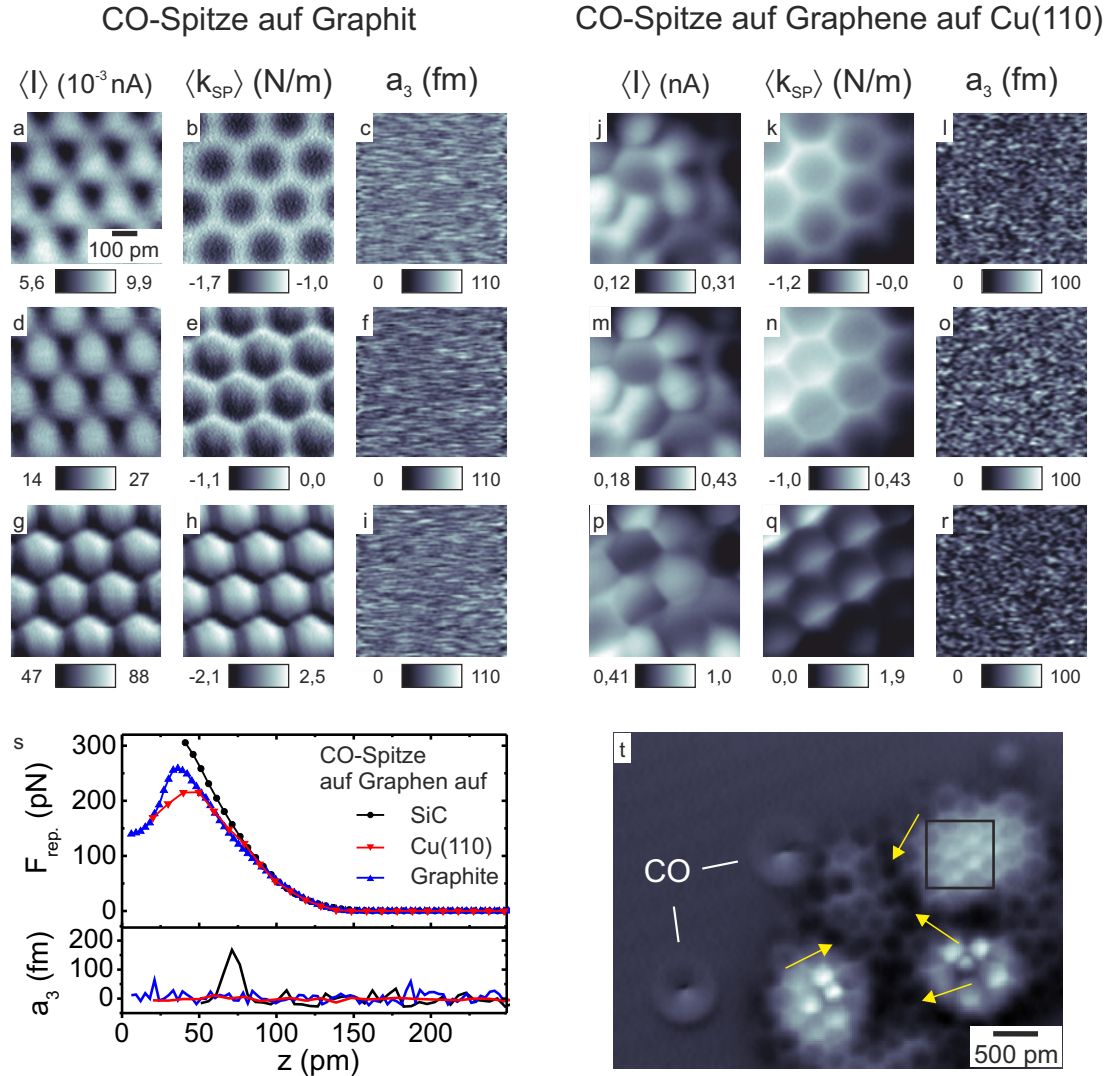 CO-Spitze auf Graphit
⟨I⟩ (10⁻³ nA) ⟨k_SP⟩ (N/m) a₃ (fm)
a b c
100 pm
5,6 9,9 -1,7 -1,0 0 110
d e f
14 27 -1,1 0,0 0 110
g h i
47 88 -2,1 2,5 0 110
CO-Spitze auf Graphene auf Cu(110)
⟨I⟩ (nA) ⟨k_SP⟩ (N/m) a₃ (fm)
j k l
0,12 0,31 -1,2 -0,0 0 100
m n o
0,18 0,43 -1,0 0,43 0 100
p q r
0,41 1,0 0,0 1,9 0 100
s
F_rep. (pN)
300
200
100
0
CO-Spitze
auf Graphen auf
SiC
Cu(110)
Graphite
a₃ (fm)
200
100
0
0 50 100 150 200
z (pm)
t
CO
500 pm